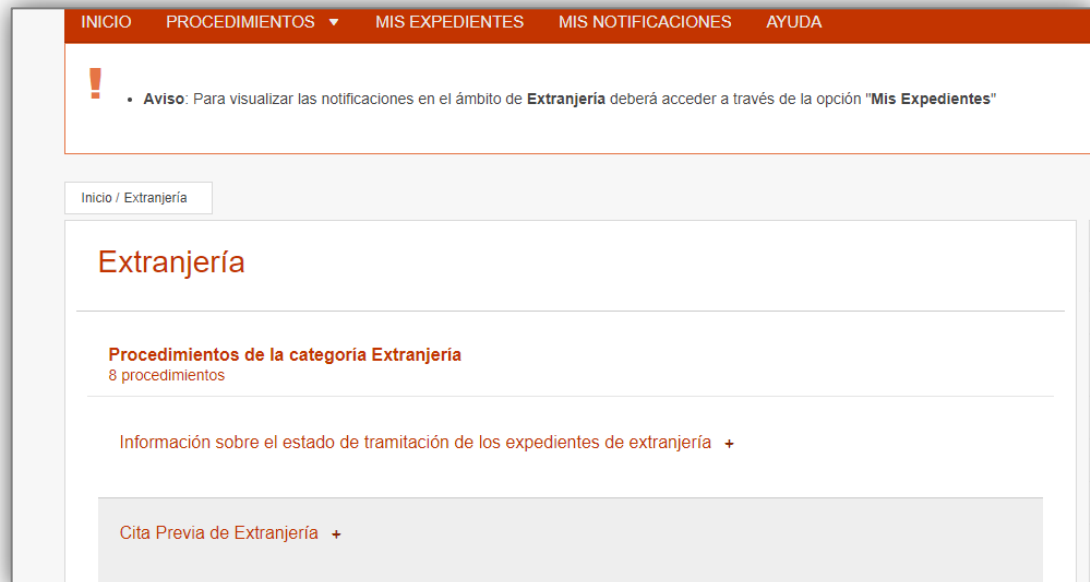 INICIO PROCEDIMIENTOS ▼ MIS EXPEDIENTES MIS NOTIFICACIONES AYUDA
! • Aviso: Para visualizar las notificaciones en el ámbito de Extranjería deberá acceder a través de la opción "Mis Expedientes"
Inicio / Extranjería
Extranjería
Procedimientos de la categoría Extranjería
8 procedimientos
Información sobre el estado de tramitación de los expedientes de extranjería +
Cita Previa de Extranjería +